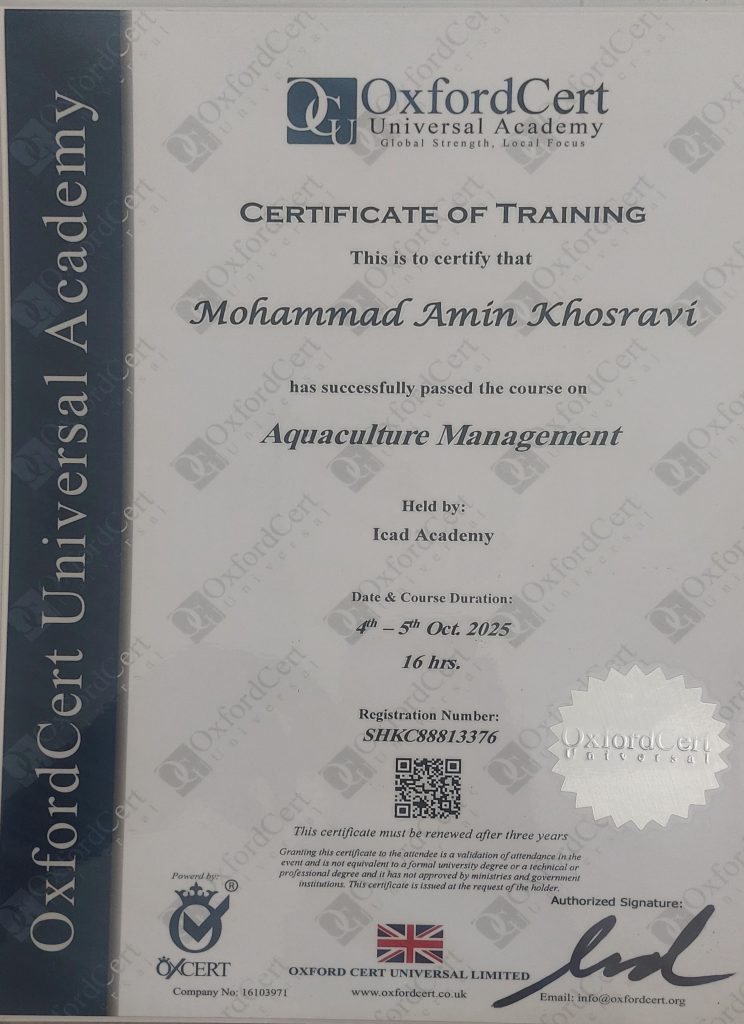 OxfordCert Universal Academy
OCU
OxfordCert
Universal Academy
Global Strength, Local Focus
CERTIFICATE OF TRAINING
This is to certify that
Mohammad Amin Khosravi
has successfully passed the course on
Aquaculture Management
Held by:
Icad Academy
Date & Course Duration:
4th – 5th Oct. 2025
16 hrs.
Registration Number:
SHKC88813376
OxfordCert
Universal
This certificate must be renewed after three years
Granting this certificate to the attendee is a validation of attendance in the
event and is not equivalent to a formal university degree or a technical or
professional degree and it has not approved by ministries and government
institutions. This certificate is issued at the request of the holder.
Powered by:
®
OXCERT
Company No: 16103971
OXFORD CERT UNIVERSAL LIMITED
www.oxfordcert.co.uk
Authorized Signature:
Email: info@oxfordcert.org